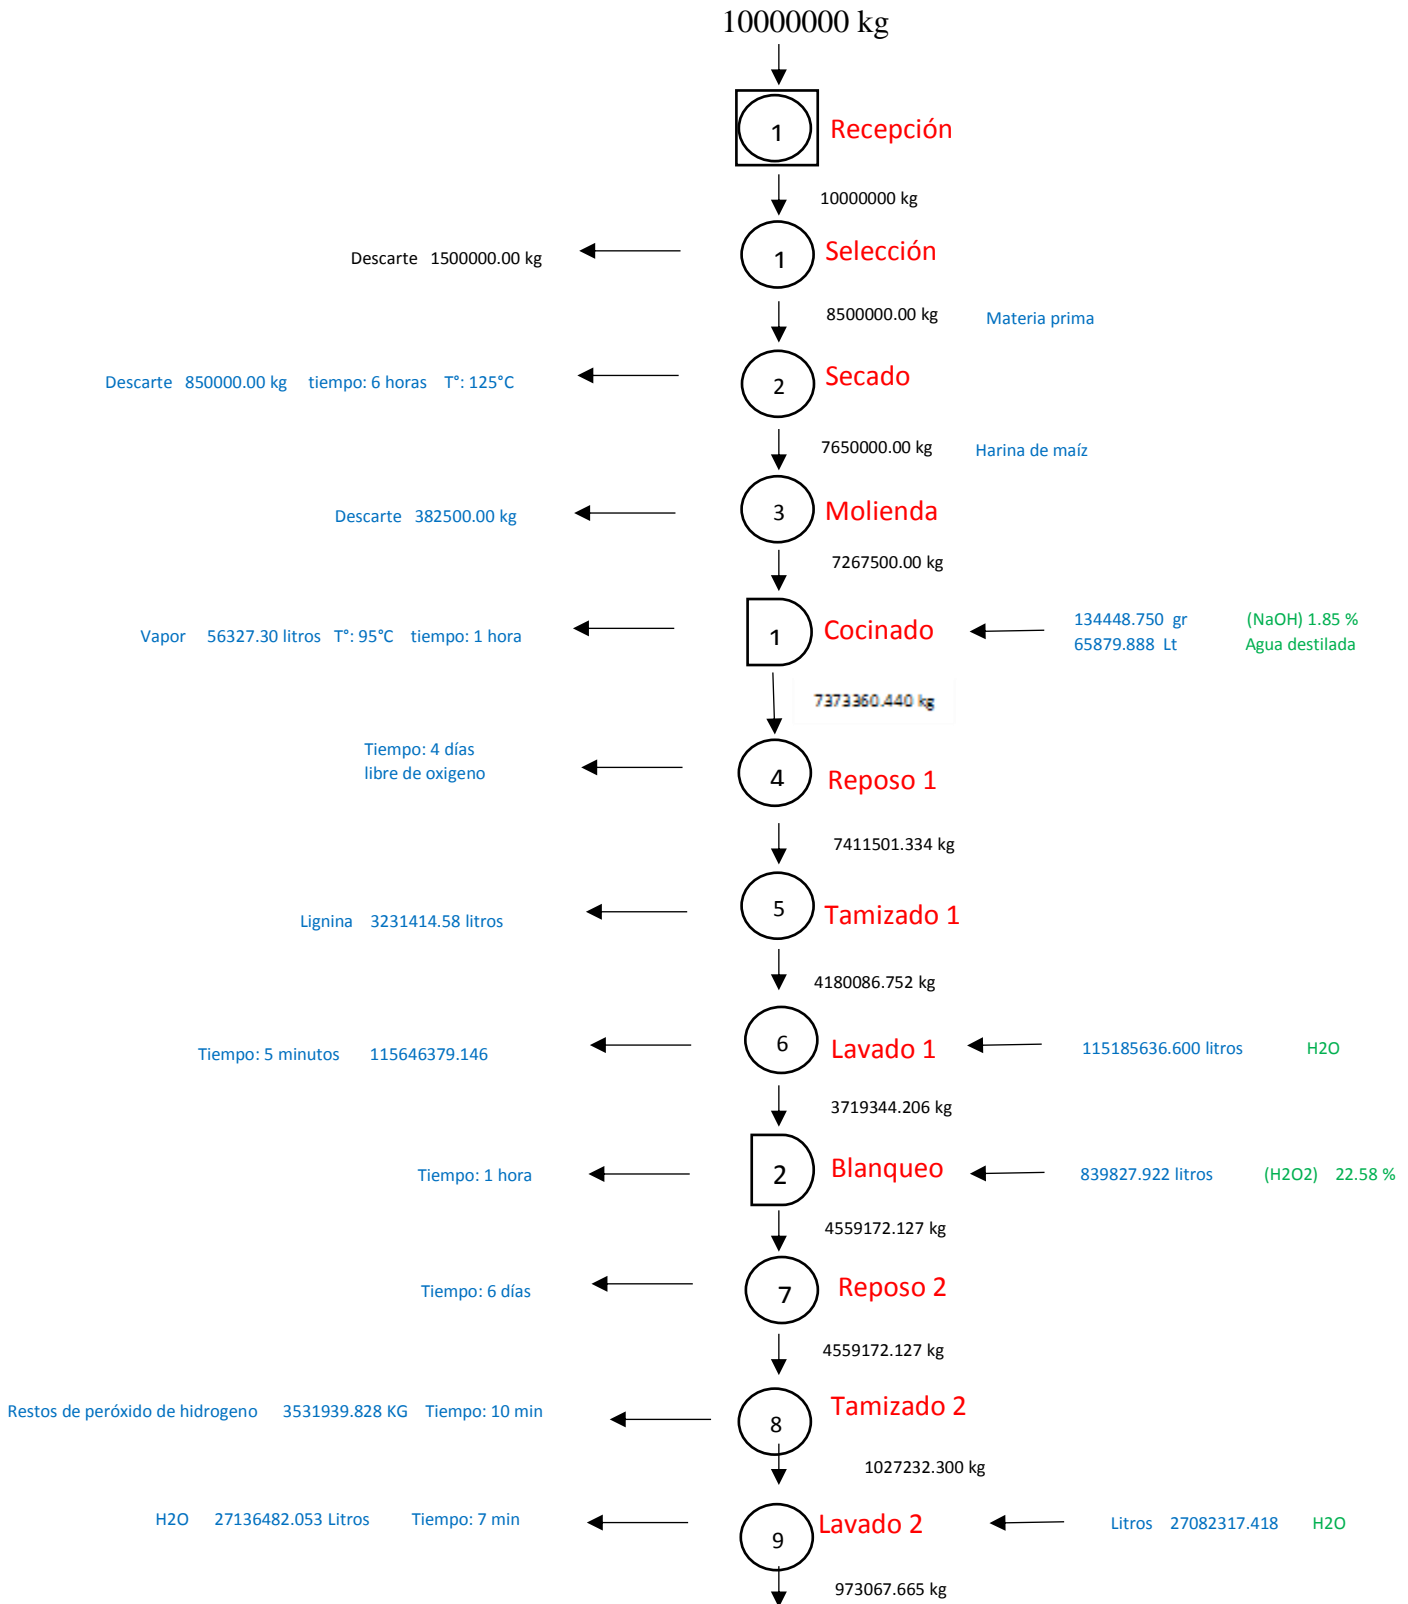 10000000 kg
1 Recepción
10000000 kg
Descarte 1500000.00 kg 1 Selección
8500000.00 kg Materia prima
Descarte 850000.00 kg tiempo: 6 horas T°: 125°C 2 Secado
7650000.00 kg Harina de maíz
Descarte 382500.00 kg 3 Molienda
7267500.00 kg
Vapor 56327.30 litros T°: 95°C tiempo: 1 hora 1 Cocinado 134448.750 gr (NaOH) 1.85 %
65879.888 Lt Agua destilada
7373360.440 kg
Tiempo: 4 días
libre de oxigeno
4 Reposo 1
7411501.334 kg
Lignina 3231414.58 litros 5 Tamizado 1
4180086.752 kg
Tiempo: 5 minutos 115646379.146 6 Lavado 1 115185636.600 litros H2O
3719344.206 kg
Tiempo: 1 hora 2 Blanqueo 839827.922 litros (H2O2) 22.58 %
4559172.127 kg
Tiempo: 6 días 7 Reposo 2
4559172.127 kg
Restos de peróxido de hidrogeno 3531939.828 KG Tiempo: 10 min 8 Tamizado 2
1027232.300 kg
H2O 27136482.053 Litros Tiempo: 7 min 9 Lavado 2 Litros 27082317.418 H2O
973067.665 kg